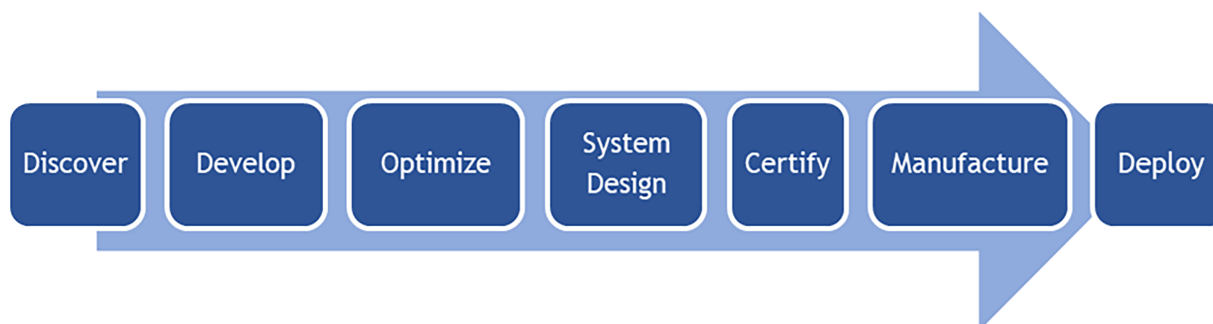 Discover
Develop
Optimize
System
Design
Certify
Manufacture
Deploy